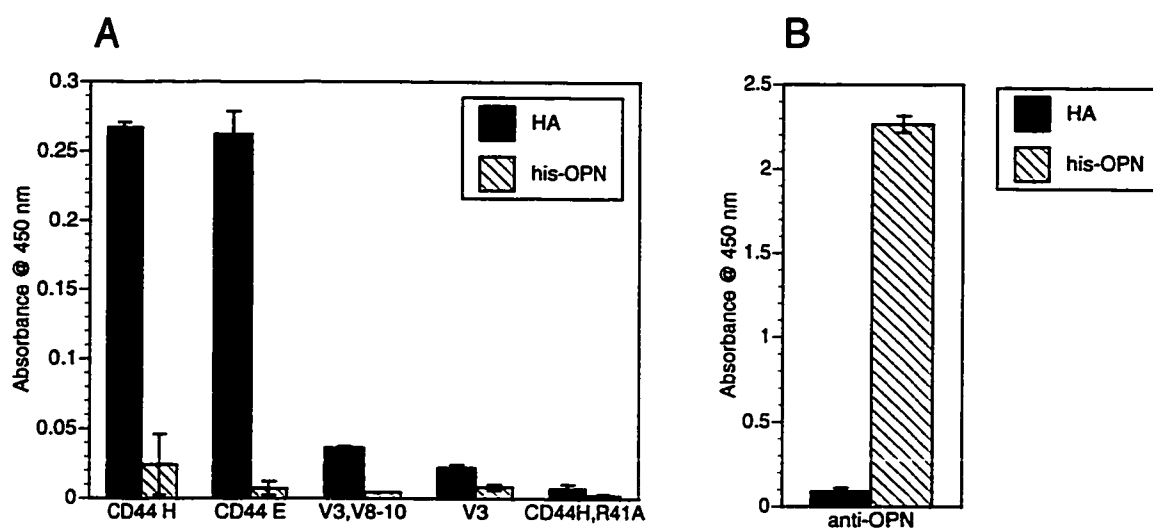 A
Absorbance @ 450 nm
0.3
0.25
0.2
0.15
0.1
0.05
0
HA
his-OPN
CD44 H
CD44 E
V3,V8-10
V3
CD44H,R41A
B
Absorbance @ 450 nm
2.5
2
1.5
1
0.5
0
anti-OPN
HA
his-OPN